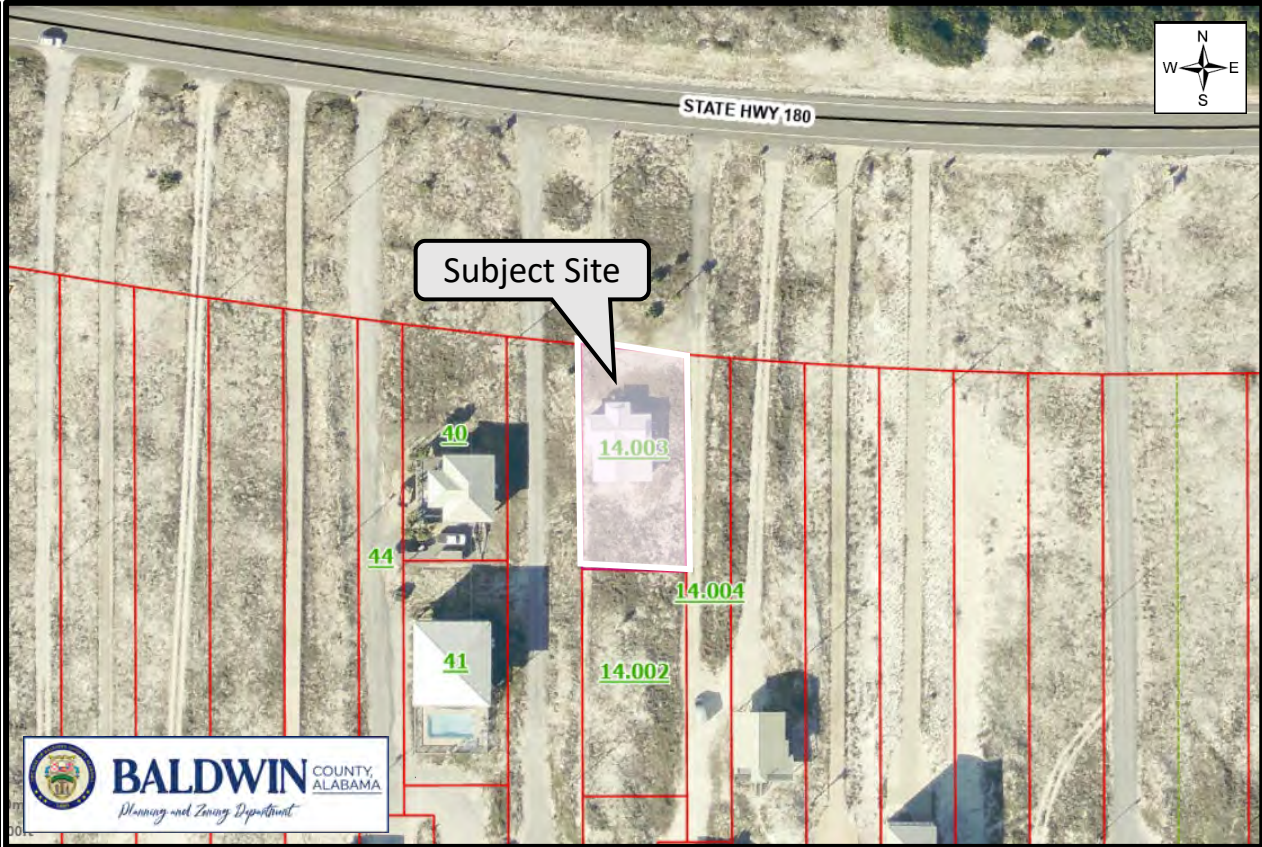 N
W E
S
STATE HWY 180
Subject Site
40
14.003
44
14.004
41
14.002
BALDWIN COUNTY, ALABAMA
Planning and Zoning Department